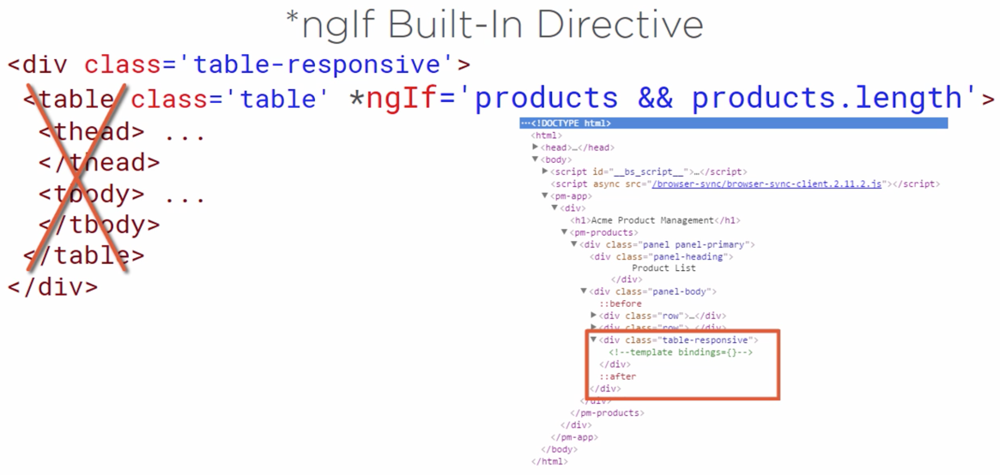 *ngIf Built-In Directive
<div class='table-responsive'>
<table class='table' *ngIf='products && products.length'>
<thead> ...
</thead>
<tbody> ...
</tbody>
</table>
</div>
···<!DOCTYPE html>
<html>
▶<head>…</head>
▼<body>
▶<script id="__bs_script__">…</script>
<script async src="/browser-sync/browser-sync-client.2.11.2.js"></script>
▼<pm-app>
▼<div>
<h1>Acme Product Management</h1>
▼<pm-products>
▼<div class="panel panel-primary">
<div class="panel-heading">
Product List
</div>
▼<div class="panel-body">
::before
▶<div class="row">…</div>
▶<div class="row">…</div>
▼<div class="table-responsive">
<!--template bindings={}-->
</div>
::after
</div>
</div>
</pm-products>
</div>
</pm-app>
</body>
</html>